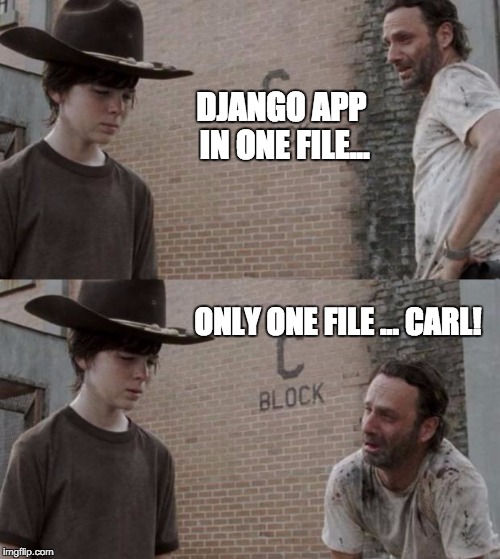 C
DJANGO APP
IN ONE FILE...
ONLY ONE FILE ... CARL!
C
BLOCK
imgflip.com